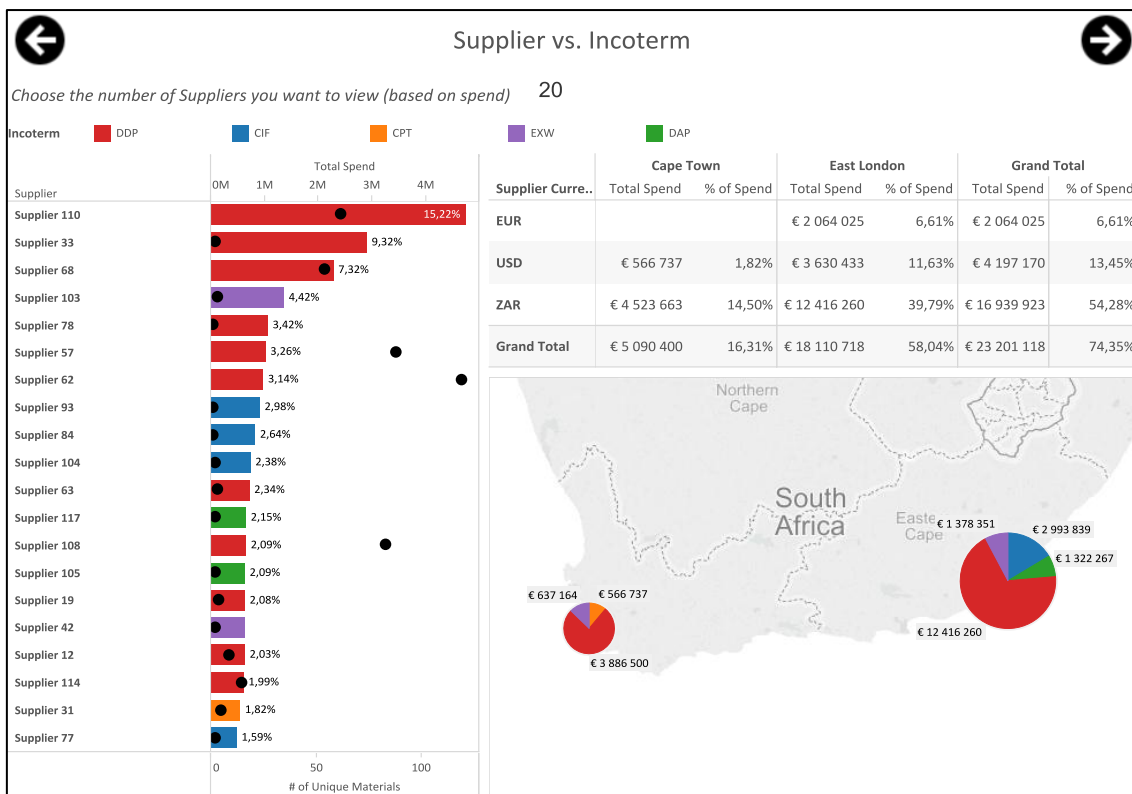 Supplier vs. Incoterm
Choose the number of Suppliers you want to view (based on spend) 20
Incoterm DDP CIF CPT EXW DAP
Total Spend
Supplier 0M 1M 2M 3M 4M
Supplier 110 15,22%
Supplier 33 9,32%
Supplier 68 7,32%
Supplier 103 4,42%
Supplier 78 3,42%
Supplier 57 3,26%
Supplier 62 3,14%
Supplier 93 2,98%
Supplier 84 2,64%
Supplier 104 2,38%
Supplier 63 2,34%
Supplier 117 2,15%
Supplier 108 2,09%
Supplier 105 2,09%
Supplier 19 2,08%
Supplier 42
Supplier 12 2,03%
Supplier 114 1,99%
Supplier 31 1,82%
Supplier 77 1,59%
0 50 100
# of Unique Materials
Cape Town East London Grand Total
Supplier Curre.. Total Spend % of Spend Total Spend % of Spend Total Spend % of Spend
EUR € 2 064 025 6,61% € 2 064 025 6,61%
USD € 566 737 1,82% € 3 630 433 11,63% € 4 197 170 13,45%
ZAR € 4 523 663 14,50% € 12 416 260 39,79% € 16 939 923 54,28%
Grand Total € 5 090 400 16,31% € 18 110 718 58,04% € 23 201 118 74,35%
Northern
Cape
South
Africa
Easte
Cape
€ 1 378 351 € 2 993 839
€ 1 322 267
€ 12 416 260
€ 637 164 € 566 737
€ 3 886 500